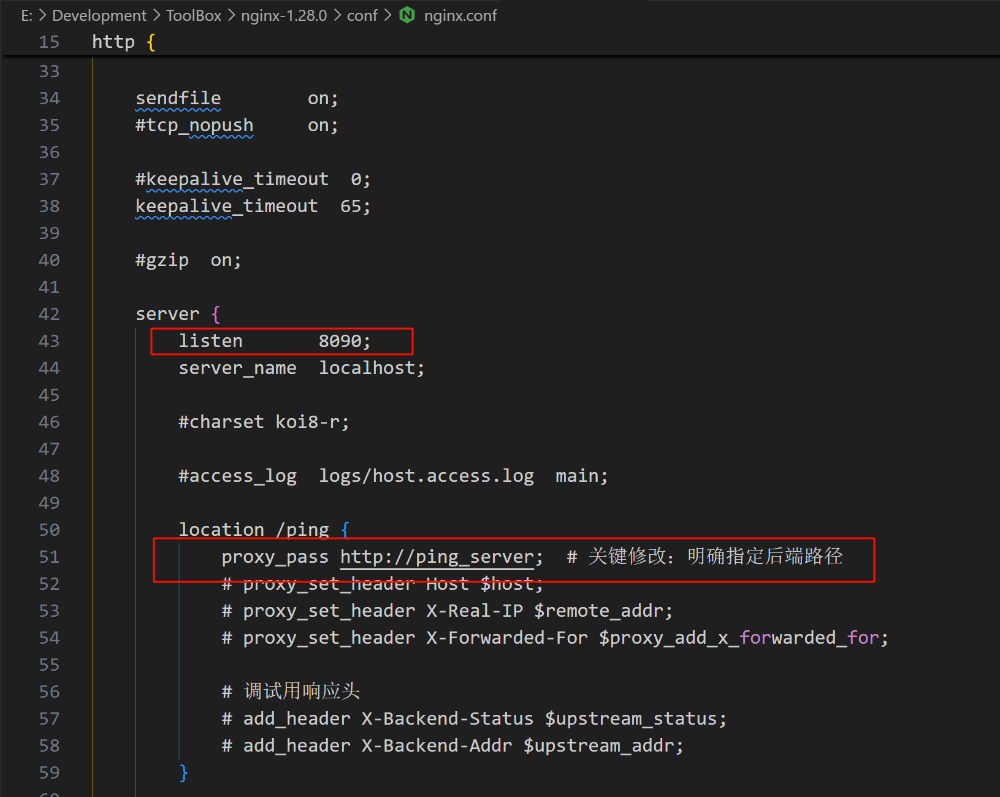 E: > Development > ToolBox > nginx-1.28.0 > conf > nginx.conf
15 http {
33
34 sendfile on;
35 #tcp_nopush on;
36
37 #keepalive_timeout 0;
38 keepalive_timeout 65;
39
40 #gzip on;
41
42 server {
43 listen 8090;
44 server_name localhost;
45
46 #charset koi8-r;
47
48 #access_log logs/host.access.log main;
49
50 location /ping {
51 proxy_pass http://ping_server; # 关键修改：明确指定后端路径
52 # proxy_set_header Host $host;
53 # proxy_set_header X-Real-IP $remote_addr;
54 # proxy_set_header X-Forwarded-For $proxy_add_x_forwarded_for;
55
56 # 调试用响应头
57 # add_header X-Backend-Status $upstream_status;
58 # add_header X-Backend-Addr $upstream_addr;
59 }